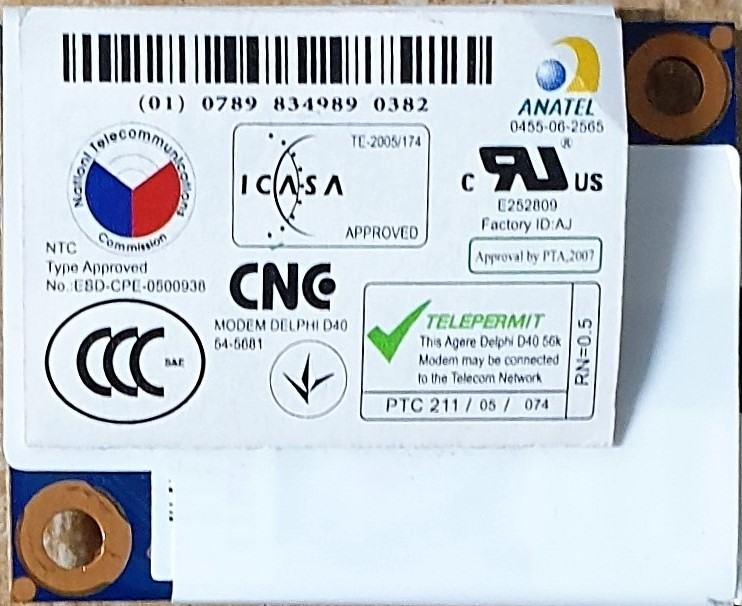 (01) 0789 834989 0382
ANATEL
0455-06-2565
National Telecommunications
Commission
NTC
Type Approved
No.:ESD-CPE-0500938
TE-2005/174
ICASA
APPROVED
C RU US
®
E252809
Factory ID:AJ
Approval by PTA,2007
CNC
MODEM DELPHI D40
54-5681
CCC
S&E
TELEPERMIT
This Agere Delphi D40 56k
Modem may be connected
to the Telecom Network
PTC 211 / 05 / 074
RN=0.5